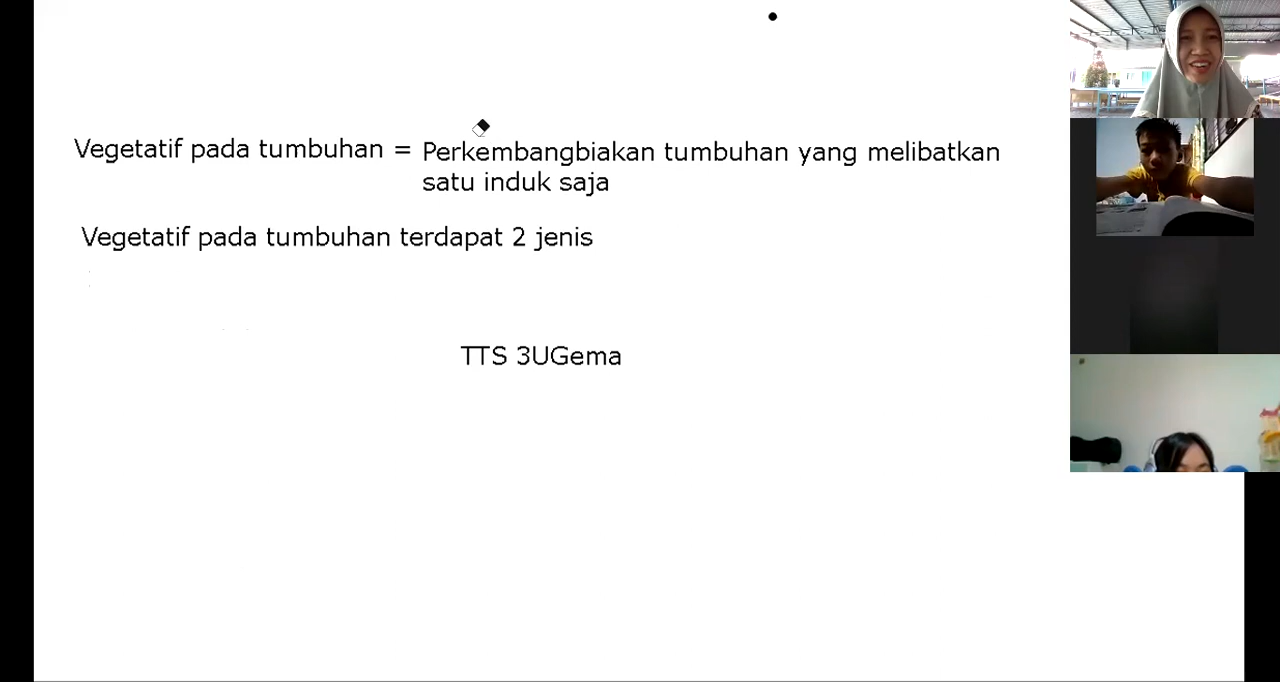 Vegetatif pada tumbuhan = Perkembangbiakan tumbuhan yang melibatkan
satu induk saja
Vegetatif pada tumbuhan terdapat 2 jenis
TTS 3UGema